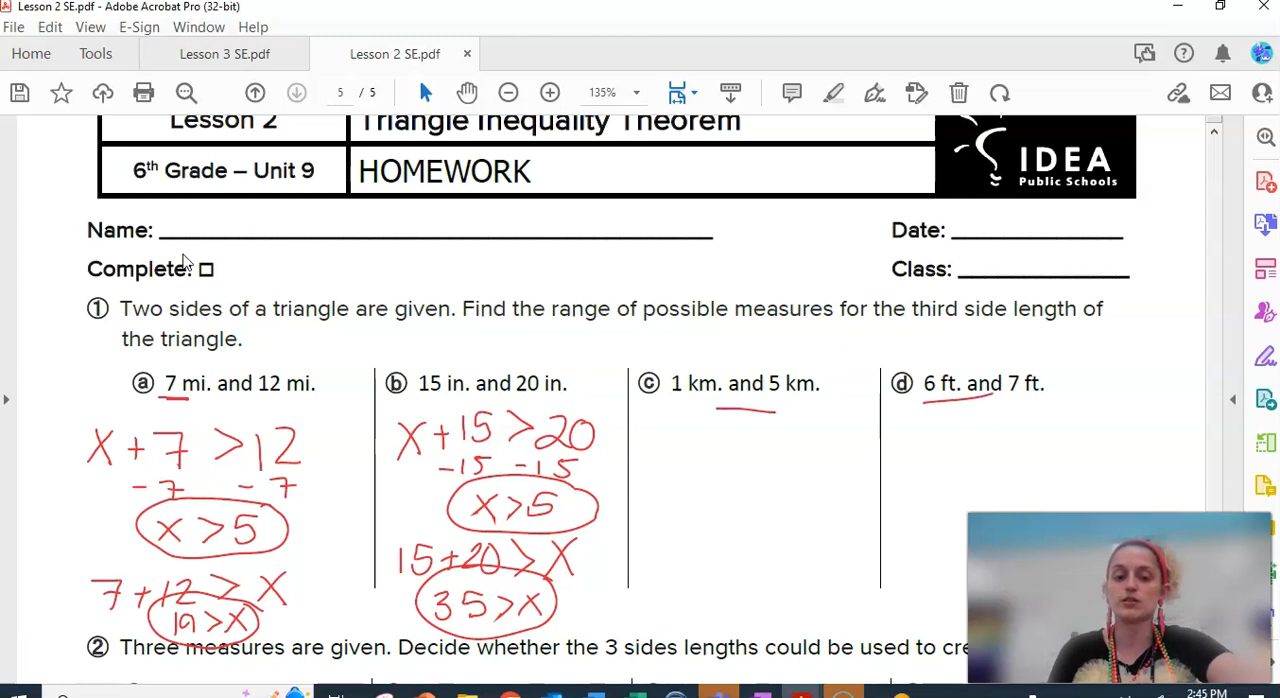 Lesson 2 SE.pdf - Adobe Acrobat Pro (32-bit)
File Edit View E-Sign Window Help
Home Tools Lesson 3 SE.pdf Lesson 2 SE.pdf ×
5 / 5 135%
Lesson 2 Triangle Inequality Theorem
6th Grade – Unit 9 HOMEWORK
IDEA
Public Schools
Name: Date:
Complete: Class:
① Two sides of a triangle are given. Find the range of possible measures for the third side length of
the triangle.
ⓐ 7 mi. and 12 mi. ⓑ 15 in. and 20 in. ⓒ 1 km. and 5 km. ⓓ 6 ft. and 7 ft.
x + 7 > 12
- 7 - 7
x > 5
7 + 12 > x
19 > x
x + 15 > 20
-15 -15
x > 5
15 + 20 > x
35 > x
② Three measures are given. Decide whether the 3 sides lengths could be used to
2:45 PM